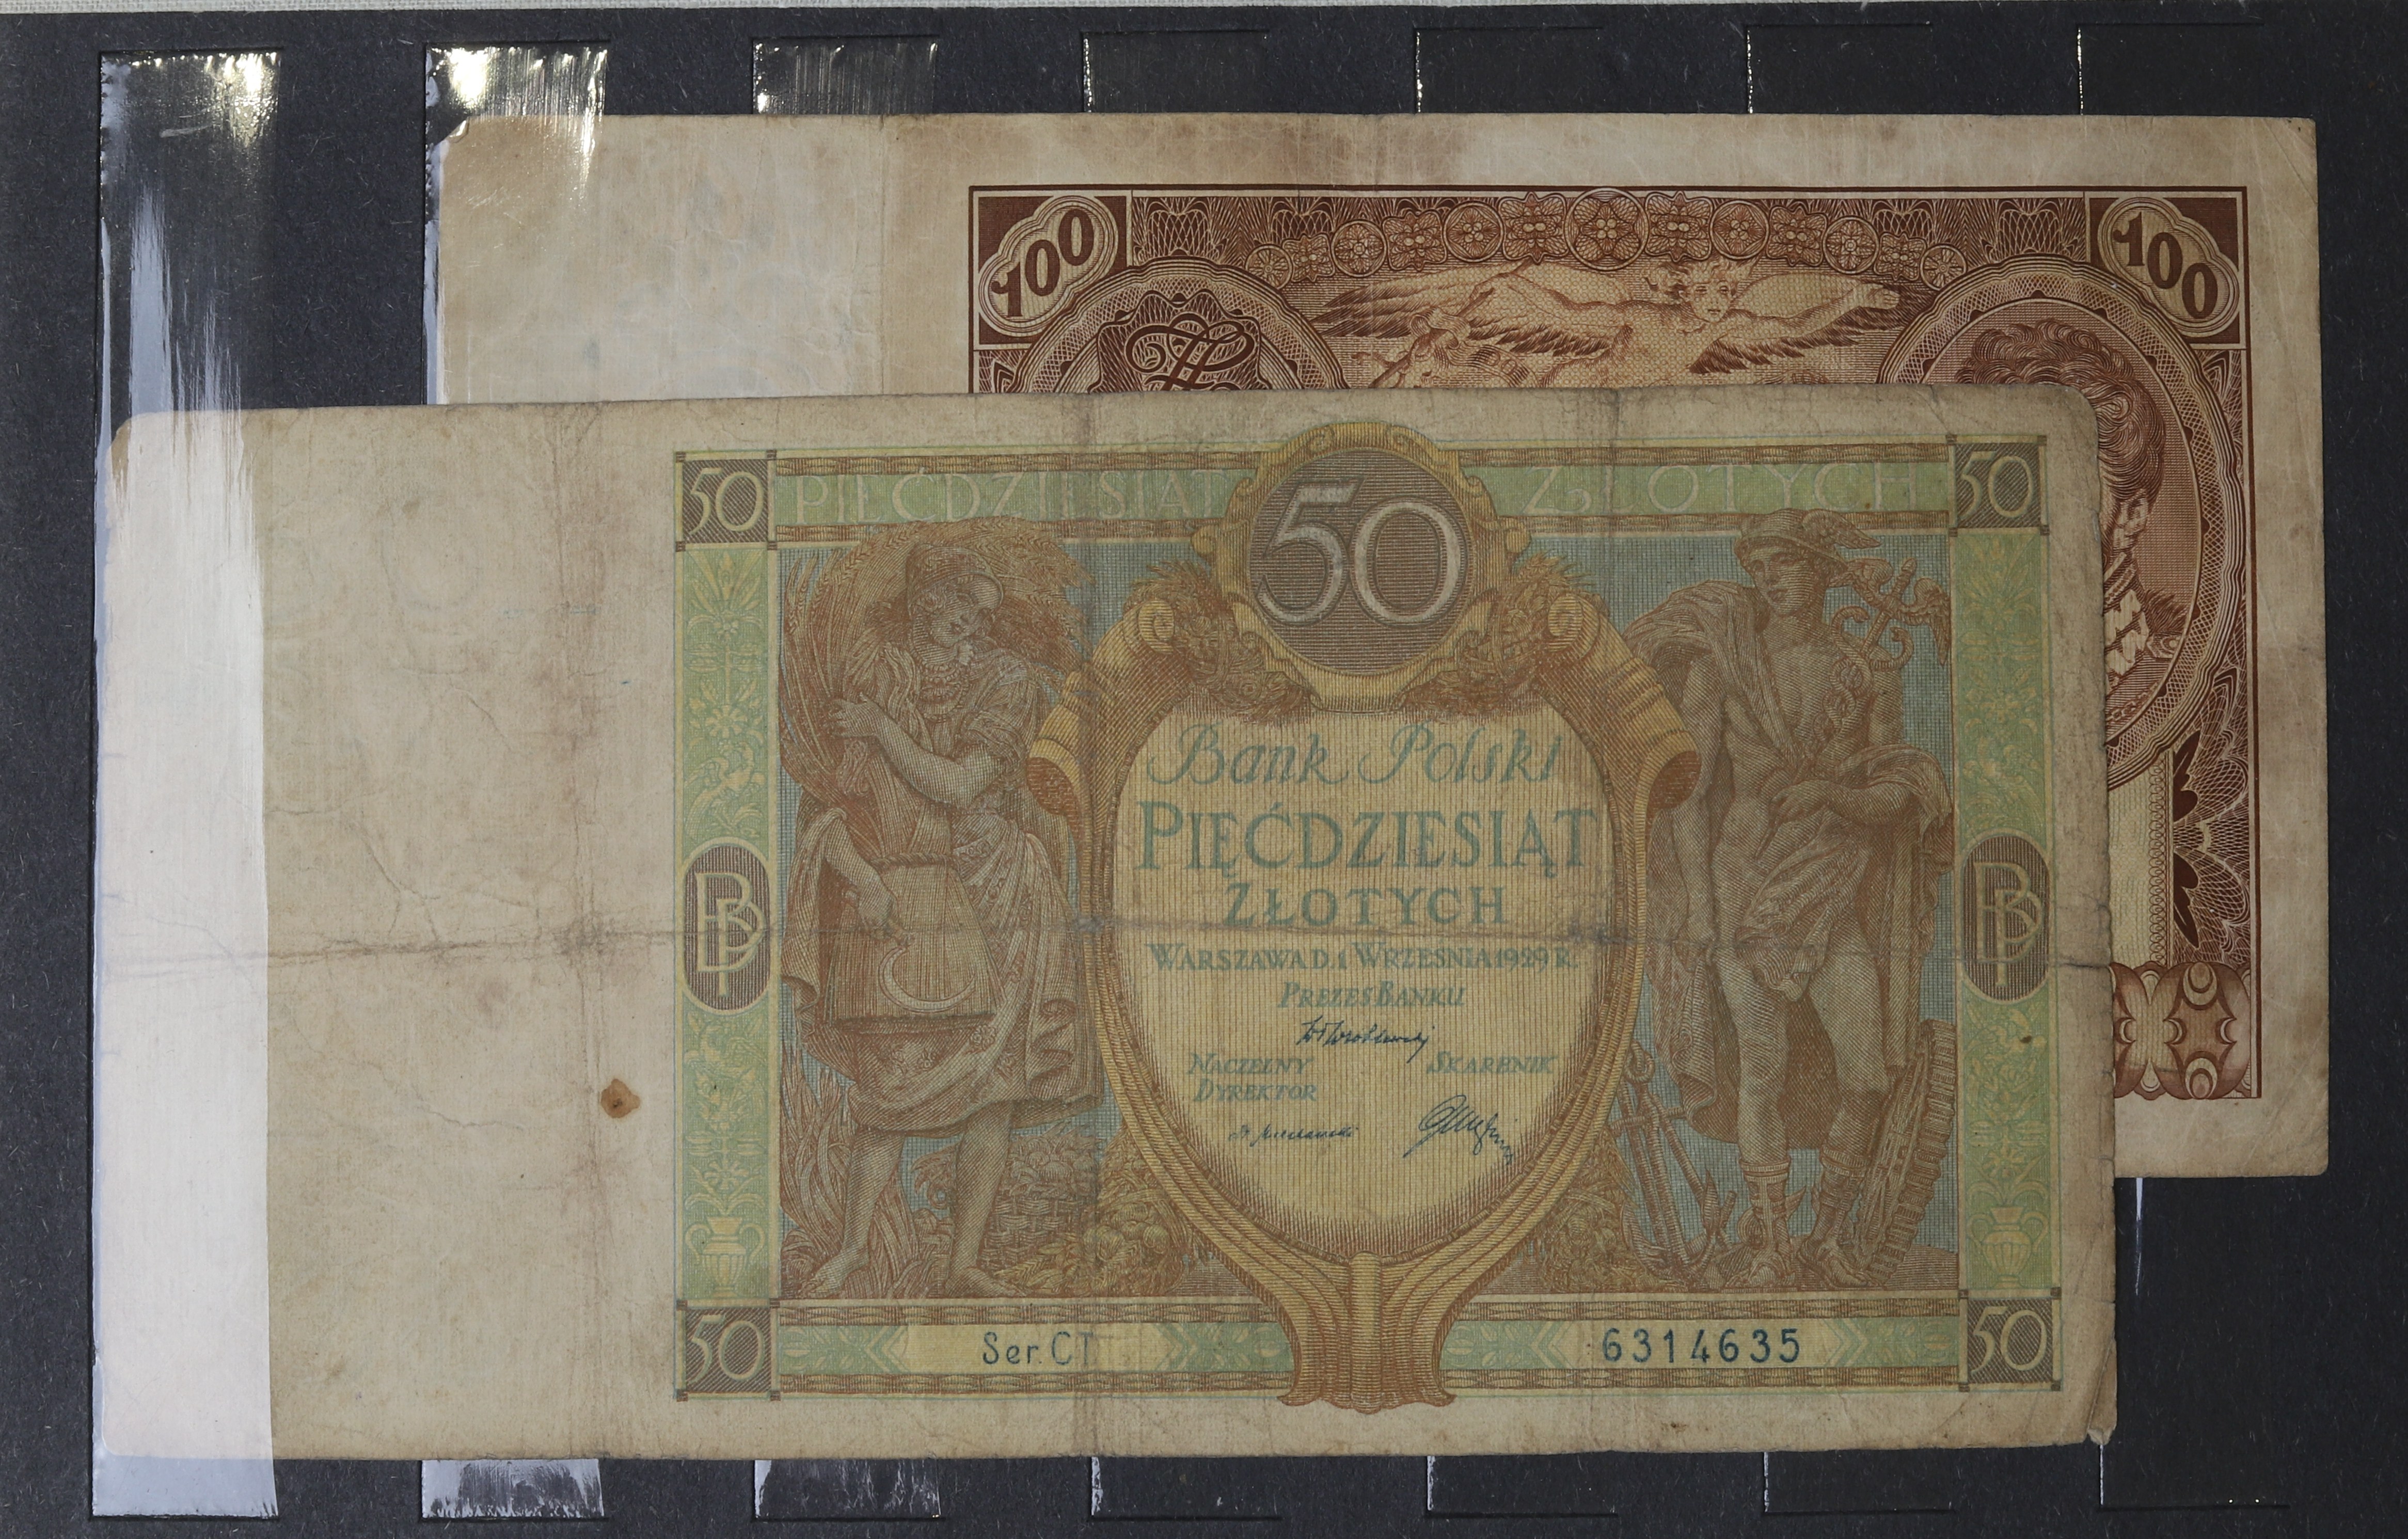 100
100
50
PIĘĆDZIESIĄT
50
ZŁOTYCH
50
Bank Polski
PIĘĆDZIESIĄT
ZŁOTYCH
WARSZAWA D. 1 WRZEŚNIA 1929 R.
BP
BP
PREZES BANKU
NACZELNY SKARBNIK
DYREKTOR
50
Ser. CT
6314635
50